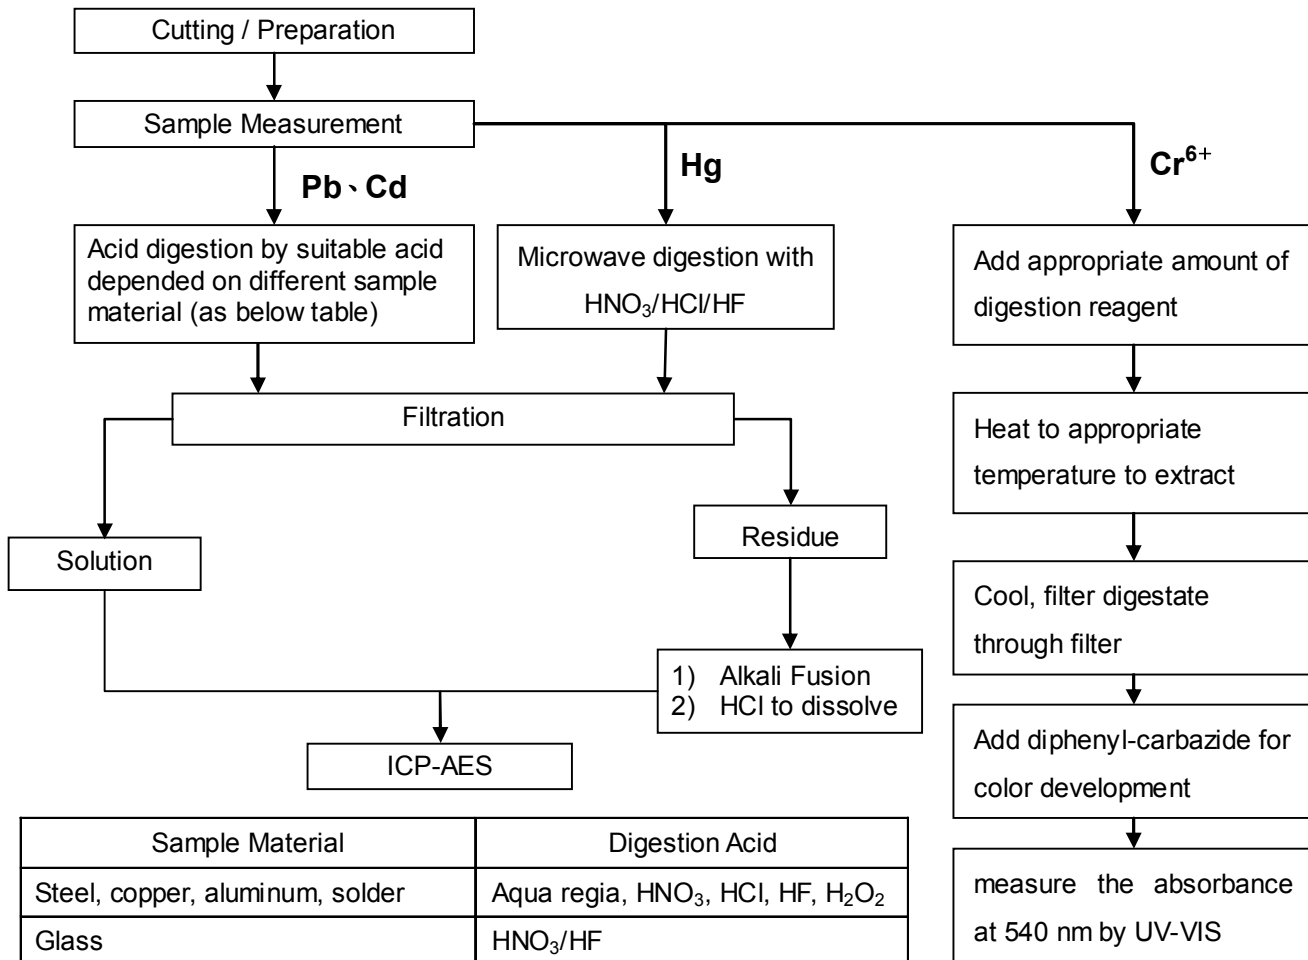 Cutting / Preparation
Sample Measurement
Pb、Cd
Hg
Cr⁶⁺
Acid digestion by suitable acid
depended on different sample
material (as below table)
Microwave digestion with
HNO₃/HCl/HF
Add appropriate amount of
digestion reagent
Filtration
Heat to appropriate
temperature to extract
Solution
Residue
Cool, filter digestate
through filter
1) Alkali Fusion
2) HCl to dissolve
ICP-AES
Add diphenyl-carbazide for
color development
measure the absorbance
at 540 nm by UV-VIS
Sample Material Digestion Acid
Steel, copper, aluminum, solder Aqua regia, HNO₃, HCl, HF, H₂O₂
Glass HNO₃/HF